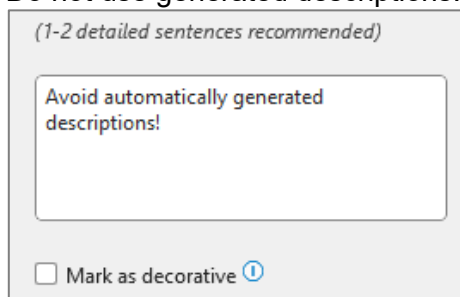 Do not use generated descriptions.
(1-2 detailed sentences recommended)
Avoid automatically generated
descriptions!
Mark as decorative